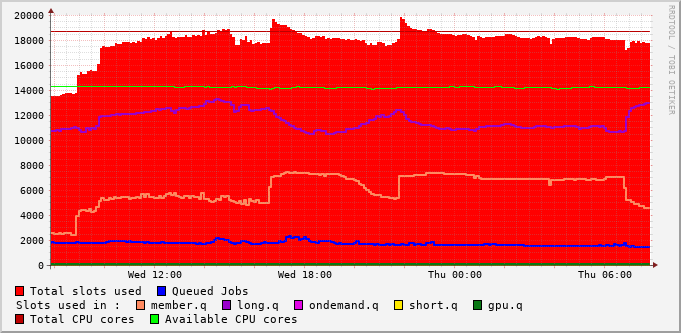 RRDTOOL / TOBI OETIKER
20000
18000
16000
14000
12000
10000
8000
6000
4000
2000
0
Wed 12:00 Wed 18:00 Thu 00:00 Thu 06:00
Total slots used Queued Jobs
Slots used in : member.q long.q ondemand.q short.q gpu.q
Total CPU cores Available CPU cores